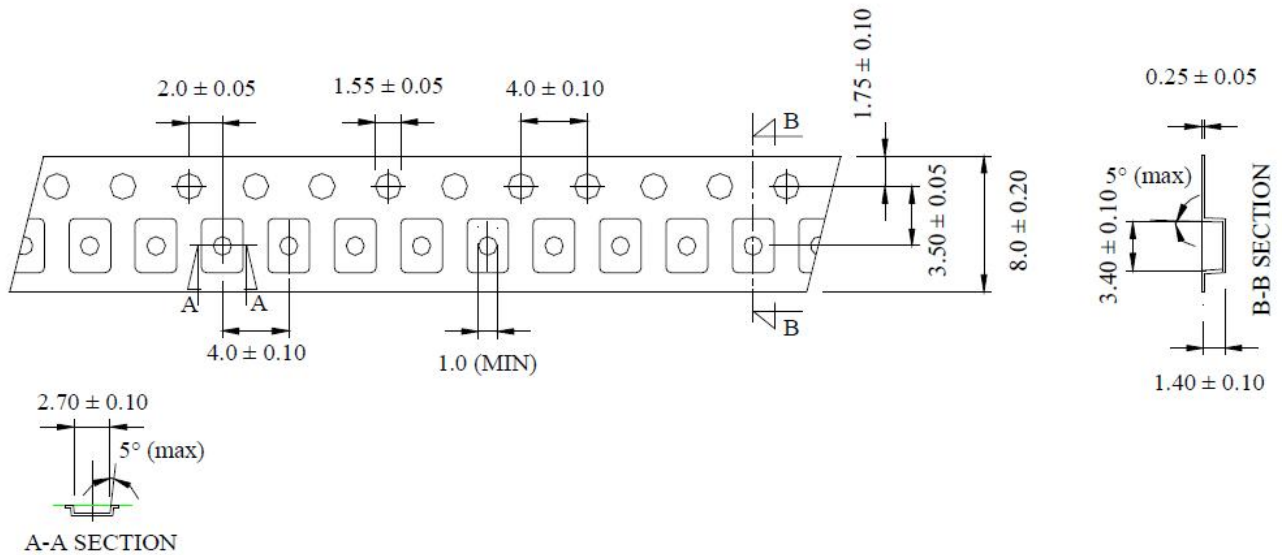 2.0 ± 0.05
1.55 ± 0.05
4.0 ± 0.10
1.75 ± 0.10
0.25 ± 0.05
B
5° (max)
3.50 ± 0.05
8.0 ± 0.20
3.40 ± 0.10
B-B SECTION
A
A
B
4.0 ± 0.10
1.0 (MIN)
1.40 ± 0.10
2.70 ± 0.10
5° (max)
A-A SECTION